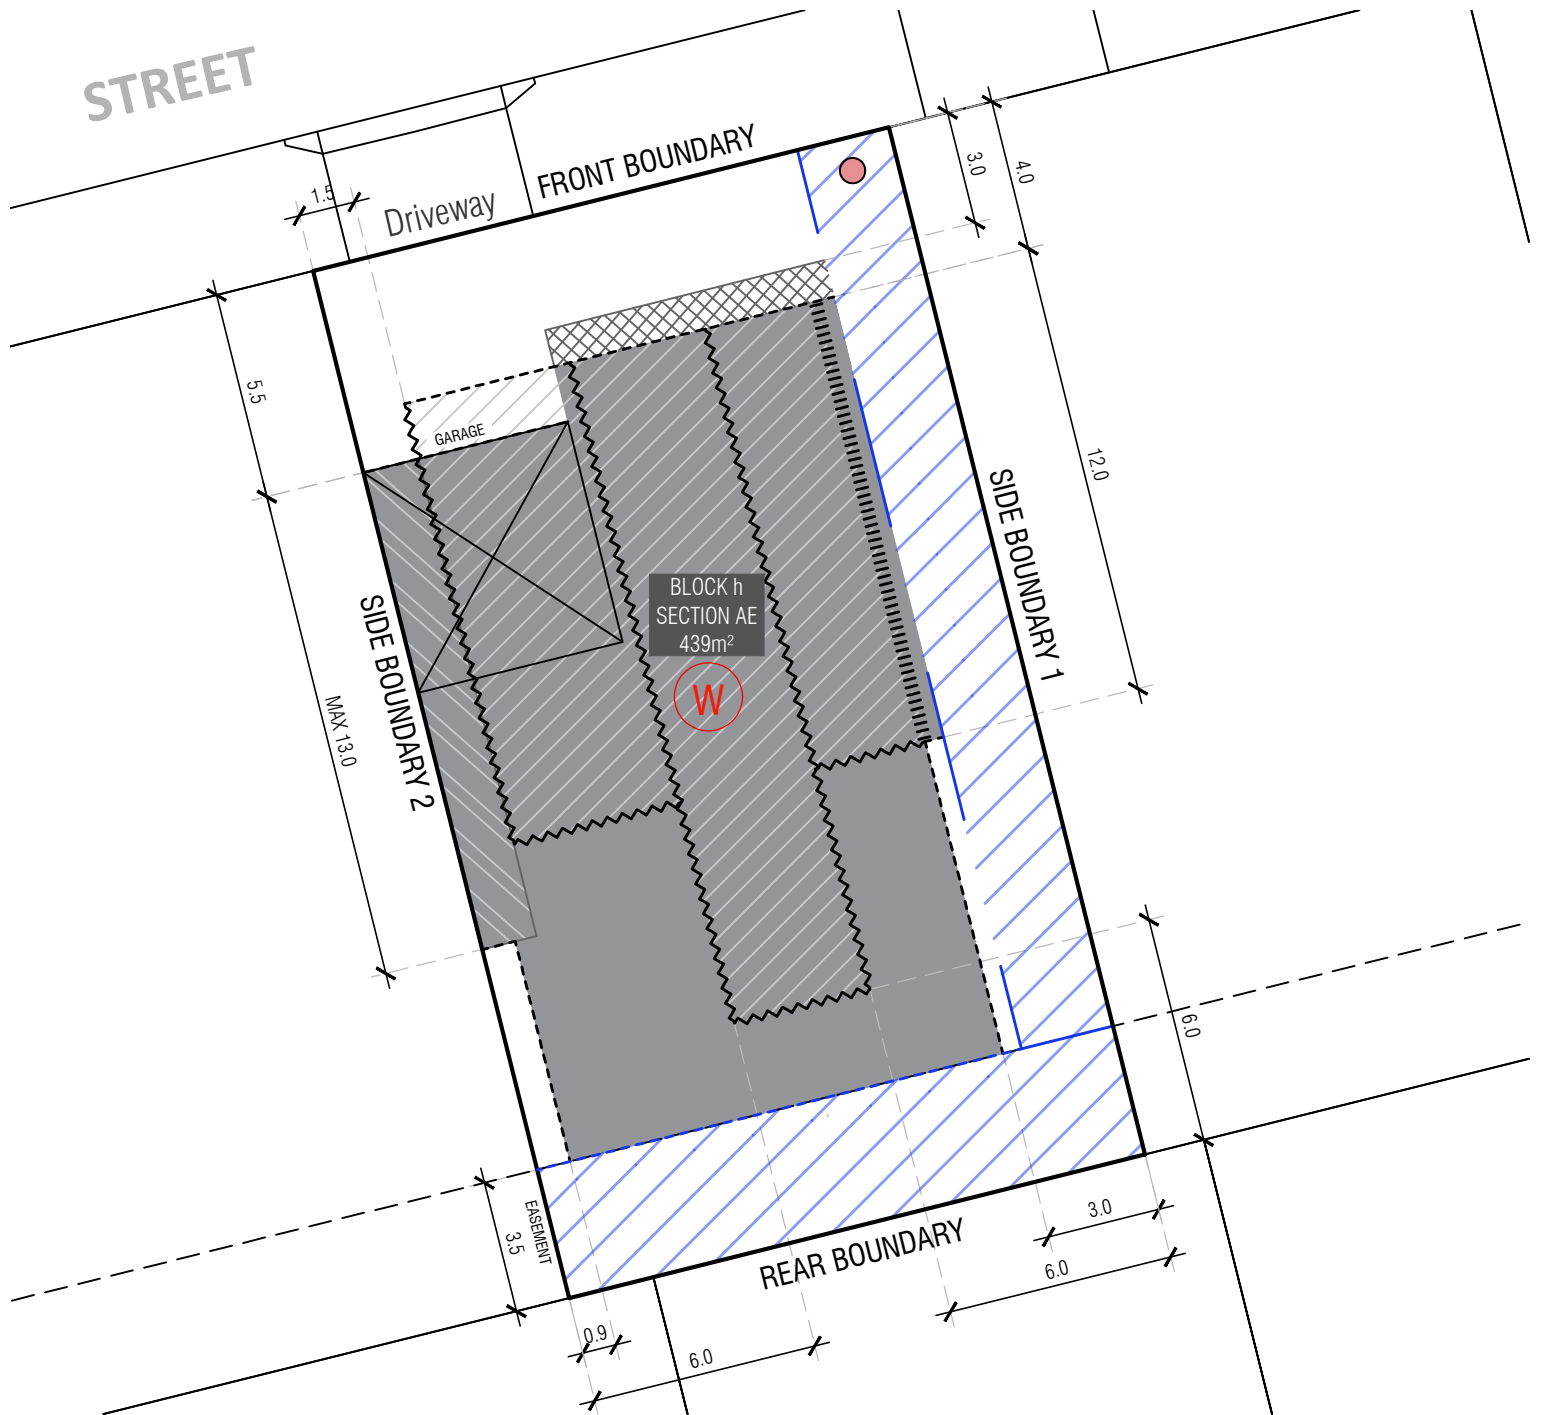 STREET
FRONT BOUNDARY
Driveway
1.5
3.0
4.0
5.5
GARAGE
12.0
SIDE BOUNDARY 1
BLOCK h
SECTION AE
439m²
W
SIDE BOUNDARY 2
MAX 13.0
6.0
EASEMENT
3.5
REAR BOUNDARY
3.0
6.0
0.9
6.0